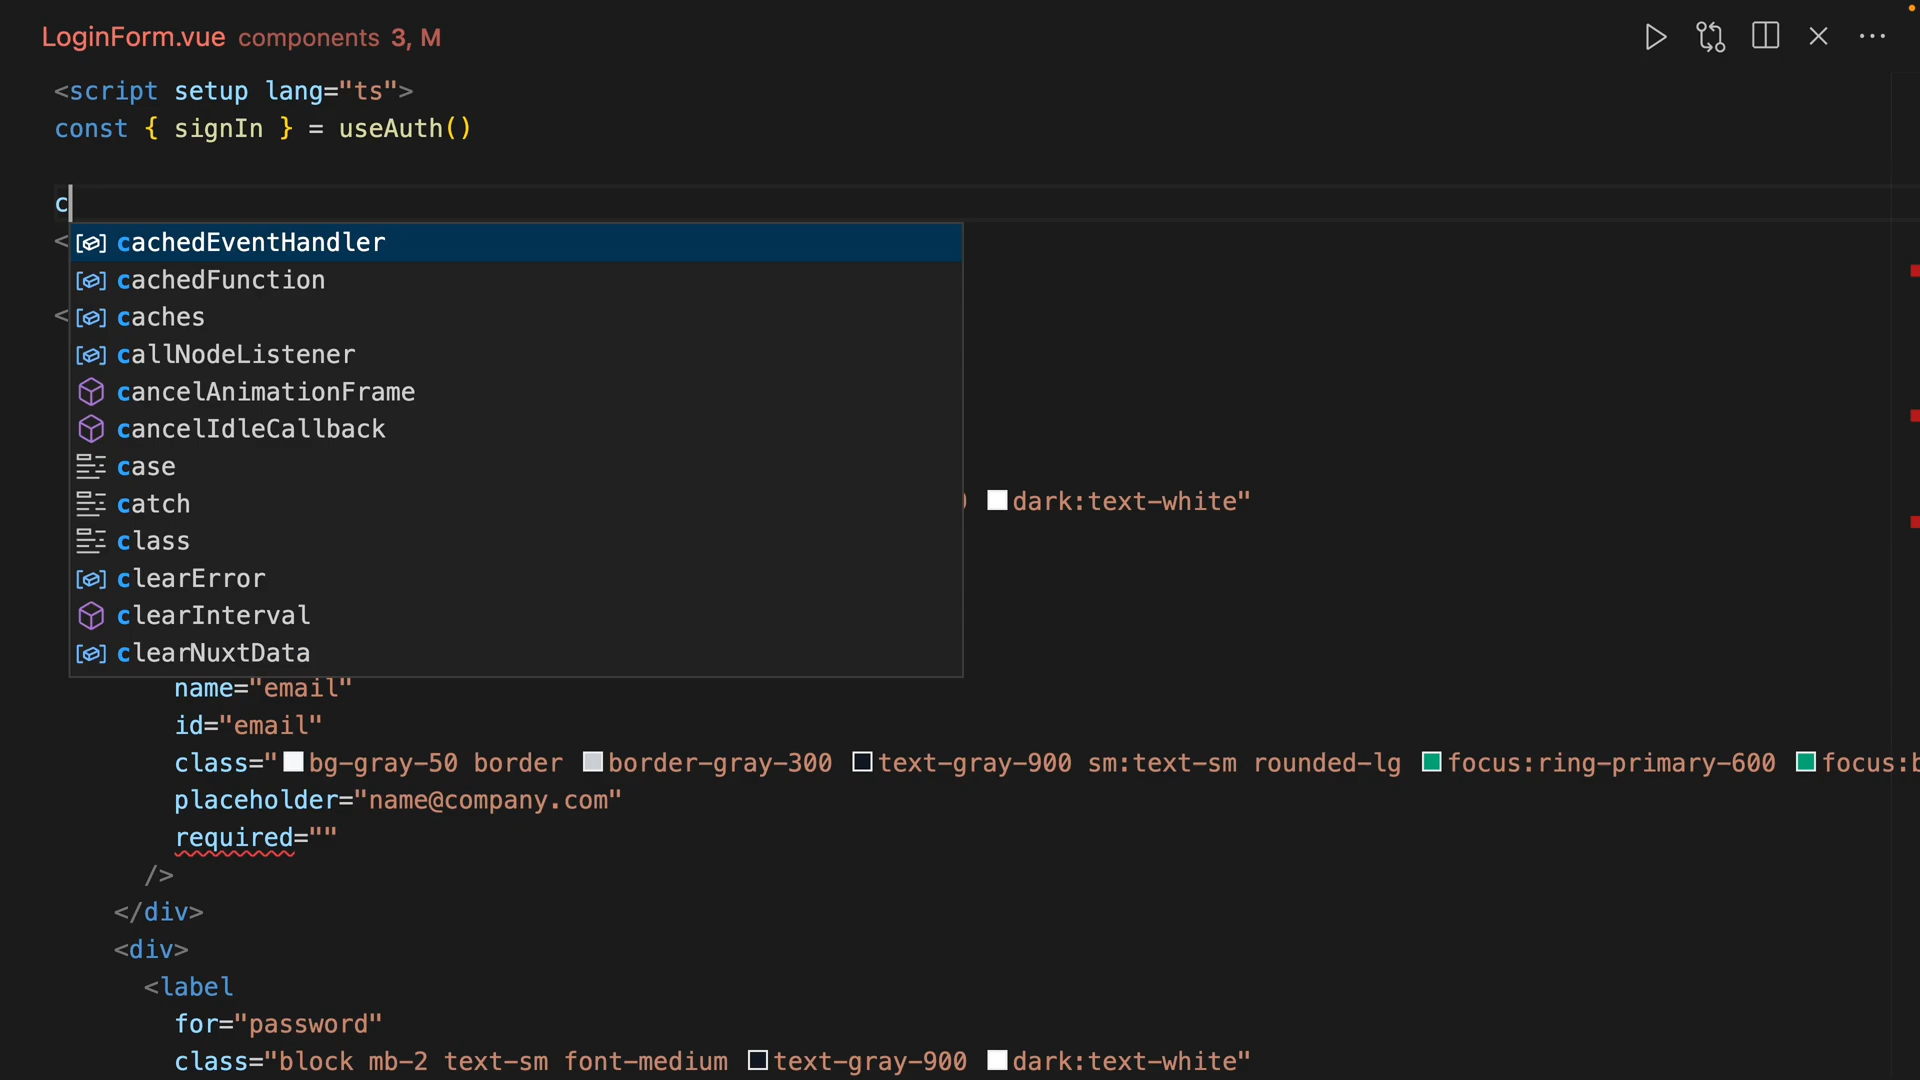 LoginForm.vue components 3, M
<script setup lang="ts">
const { signIn } = useAuth()
c
<
cachedEventHandler
cachedFunction
<
caches
callNodeListener
cancelAnimationFrame
cancelIdleCallback
case
catch
dark:text-white"
class
clearError
clearInterval
clearNuxtData
name="email"
id="email"
class="bg-gray-50 border border-gray-300 text-gray-900 sm:text-sm rounded-lg focus:ring-primary-600 focus:b
placeholder="name@company.com"
required=""
/>
</div>
<div>
<label
for="password"
class="block mb-2 text-sm font-medium text-gray-900 dark:text-white"